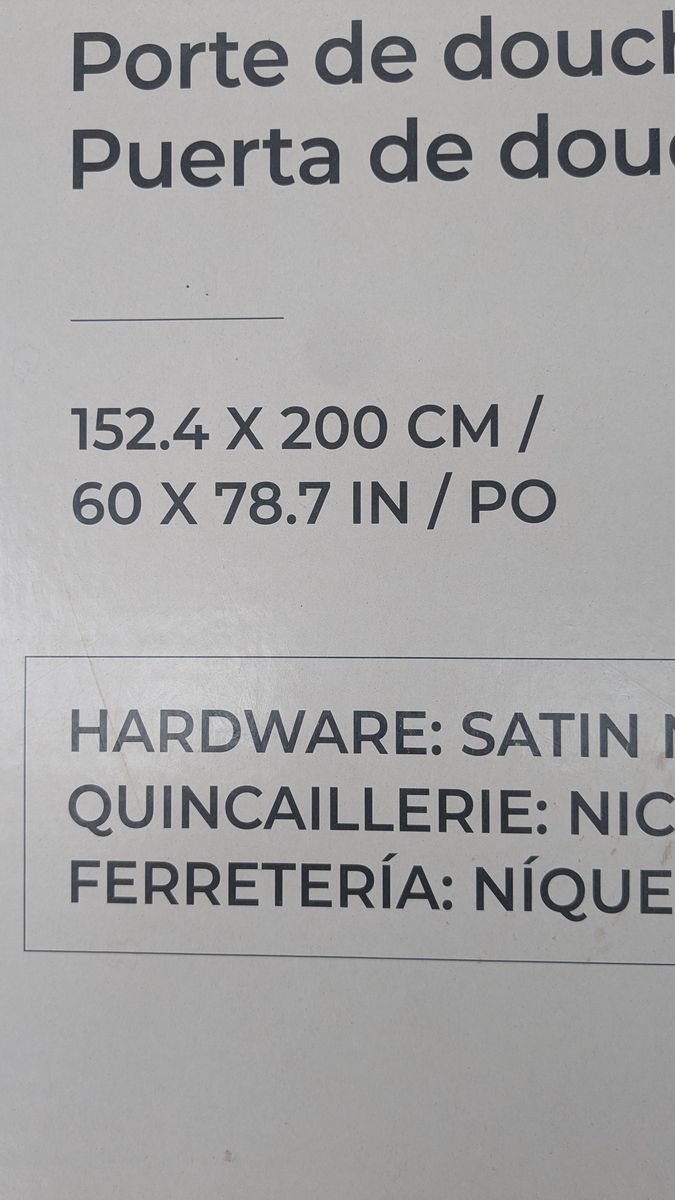 Porte de douch
Puerta de dou
152.4 X 200 CM /
60 X 78.7 IN / PO
HARDWARE: SATIN
QUINCAILLERIE: NIC
FERRETERÍA: NÍQUE